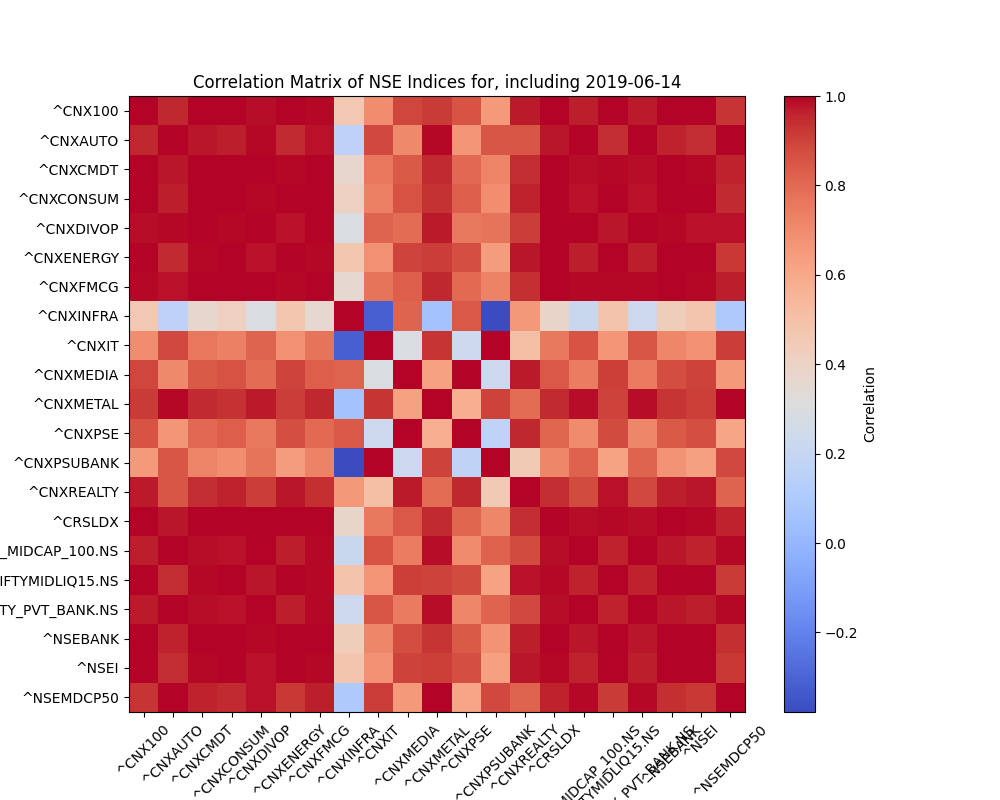 Correlation Matrix of NSE Indices for, including 2019-06-14
^CNX100
^CNXAUTO
^CNXCMDT
^CNXCONSUM
^CNXDIVOP
^CNXENERGY
^CNXFMCG
^CNXINFRA
^CNXIT
^CNXMEDIA
^CNXMETAL
^CNXPSE
^CNXPSUBANK
^CNXREALTY
^CRSLDX
_MIDCAP_100.NS
IFTYMIDLIQ15.NS
TY_PVT_BANK.NS
^NSEBANK
^NSEI
^NSEMDCP50
^CNX100
^CNXAUTO
^CNXCMDT
^CNXCONSUM
^CNXDIVOP
^CNXENERGY
^CNXFMCG
^CNXINFRA
^CNXIT
^CNXMEDIA
^CNXMETAL
^CNXPSE
^CNXPSUBANK
^CNXREALTY
^CRSLDX
MIDCAP_100.NS
TYMIDLIQ15.NS
PVT_BANK.NS
^NSEBANK
^NSEI
^NSEMDCP50
1.0
0.8
0.6
0.4
0.2
0.0
−0.2
Correlation